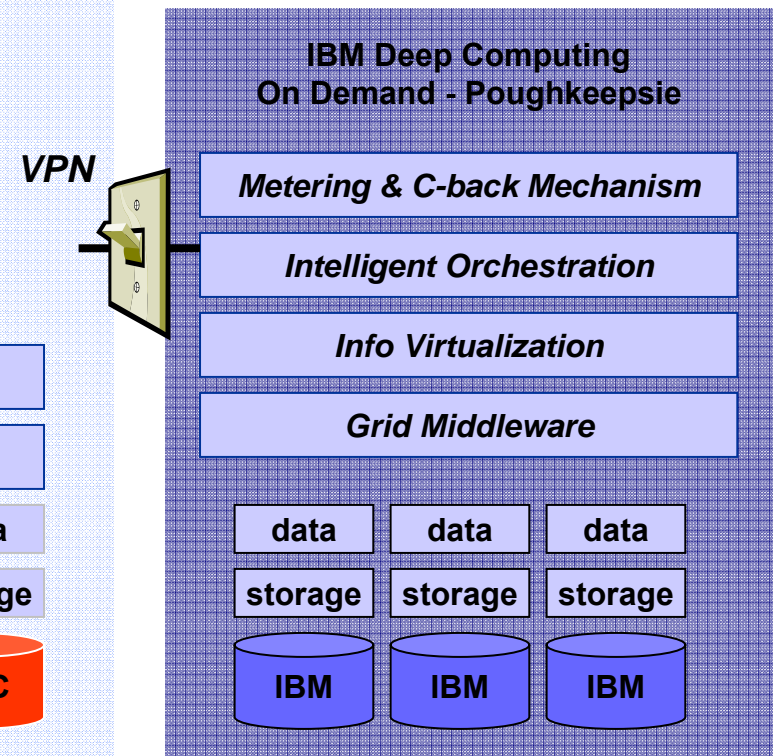 IBM Deep Computing
On Demand - Poughkeepsie
VPN
Metering & C-back Mechanism
Intelligent Orchestration
Info Virtualization
Grid Middleware
a
data data data
ge
storage storage storage
C
IBM IBM IBM